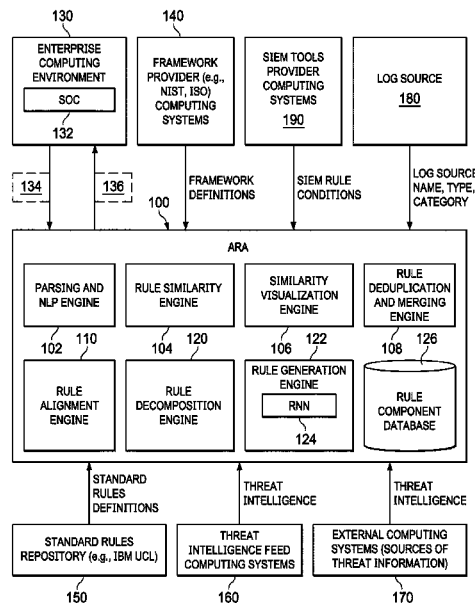 130
140
ENTERPRISE
COMPUTING
ENVIRONMENT
SOC
132
FRAMEWORK
PROVIDER (e.g.,
NIST, ISO)
COMPUTING
SYSTEMS
SIEM TOOLS
PROVIDER
COMPUTING
SYSTEMS
190
LOG SOURCE
180
134
136
100
FRAMEWORK
DEFINITIONS
SIEM RULE
CONDITIONS
LOG SOURCE
NAME, TYPE,
CATEGORY
ARA
PARSING AND
NLP ENGINE
RULE SIMILARITY
ENGINE
SIMILARITY
VISUALIZATION
ENGINE
RULE
DEDUPLICATION
AND MERGING
ENGINE
102
110
104
120
106
122
108
126
RULE
ALIGNMENT
ENGINE
RULE
DECOMPOSITION
ENGINE
RULE GENERATION
ENGINE
RNN
124
RULE
COMPONENT
DATABASE
STANDARD
RULES
DEFINITIONS
THREAT
INTELLIGENCE
THREAT
INTELLIGENCE
STANDARD RULES
REPOSITORY (e.g., IBM UCL)
THREAT
INTELLIGENCE FEED
COMPUTING SYSTEMS
EXTERNAL COMPUTING
SYSTEMS (SOURCES OF
THREAT INFORMATION)
150
160
170